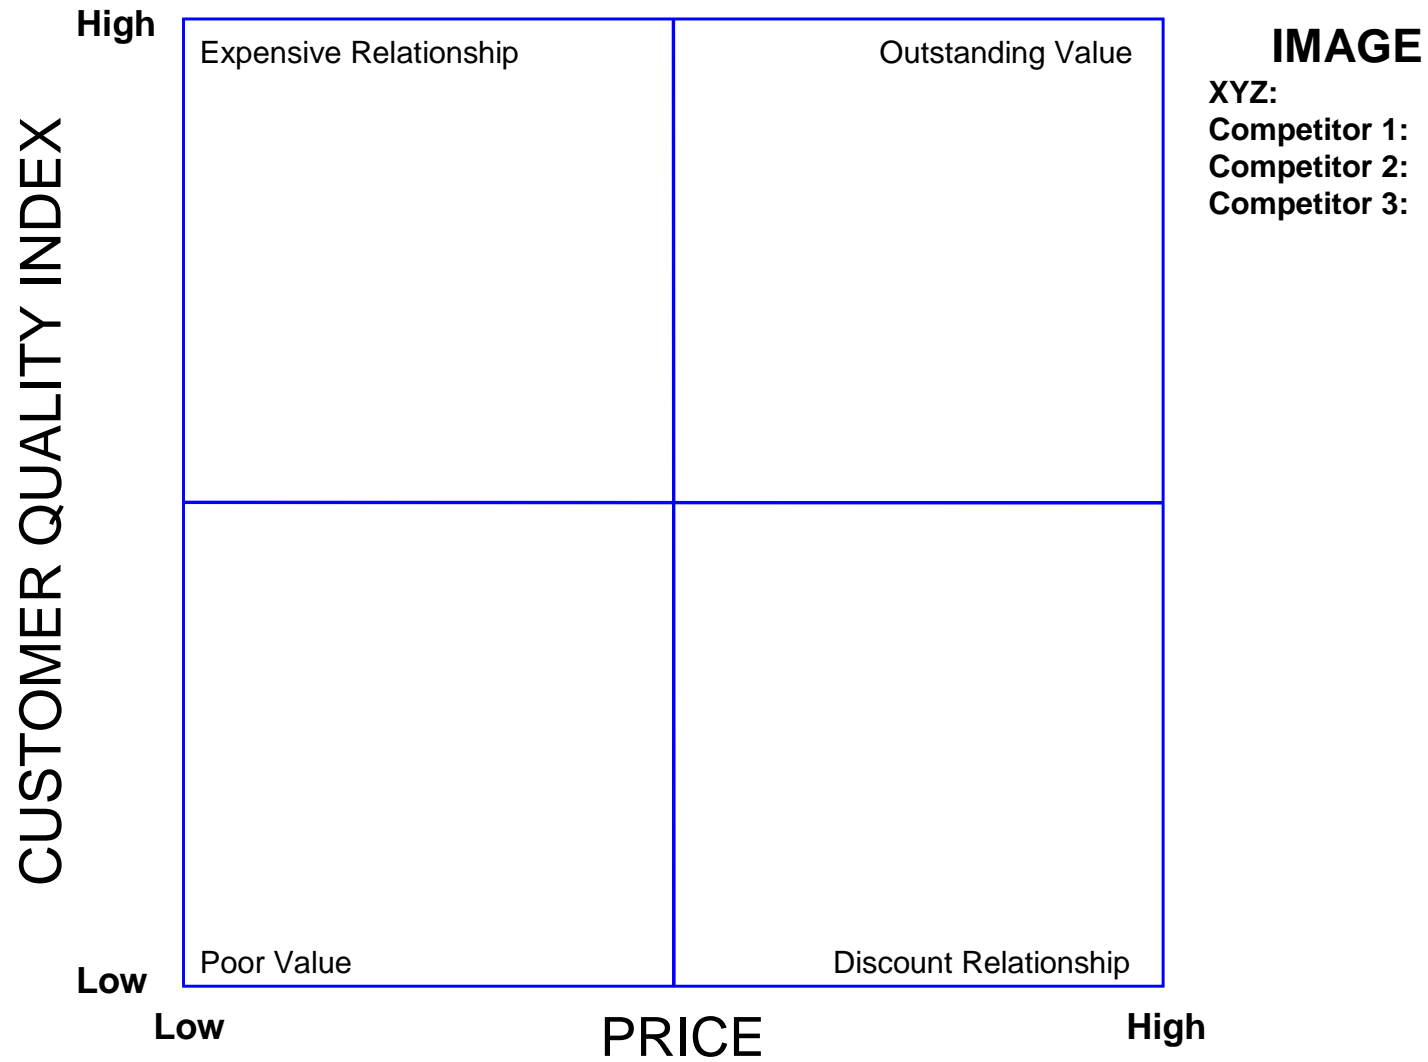 High
Expensive Relationship
Outstanding Value
IMAGE
XYZ:
Competitor 1:
Competitor 2:
Competitor 3:
CUSTOMER QUALITY INDEX
Poor Value
Discount Relationship
Low
Low
PRICE
High